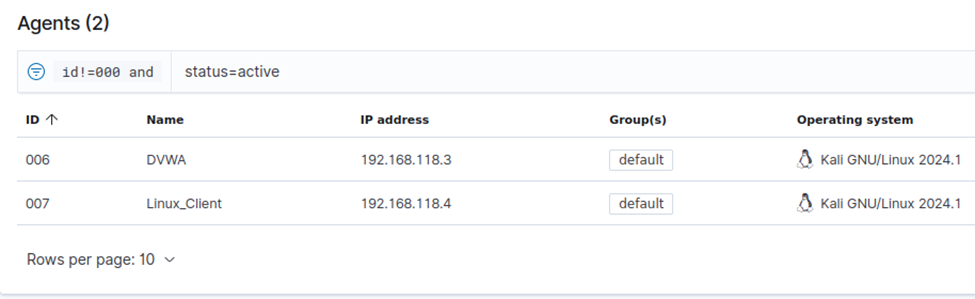 Agents (2)
id!=000 and status=active
ID Name IP address Group(s) Operating system
006 DVWA 192.168.118.3 default Kali GNU/Linux 2024.1
007 Linux_Client 192.168.118.4 default Kali GNU/Linux 2024.1
Rows per page: 10